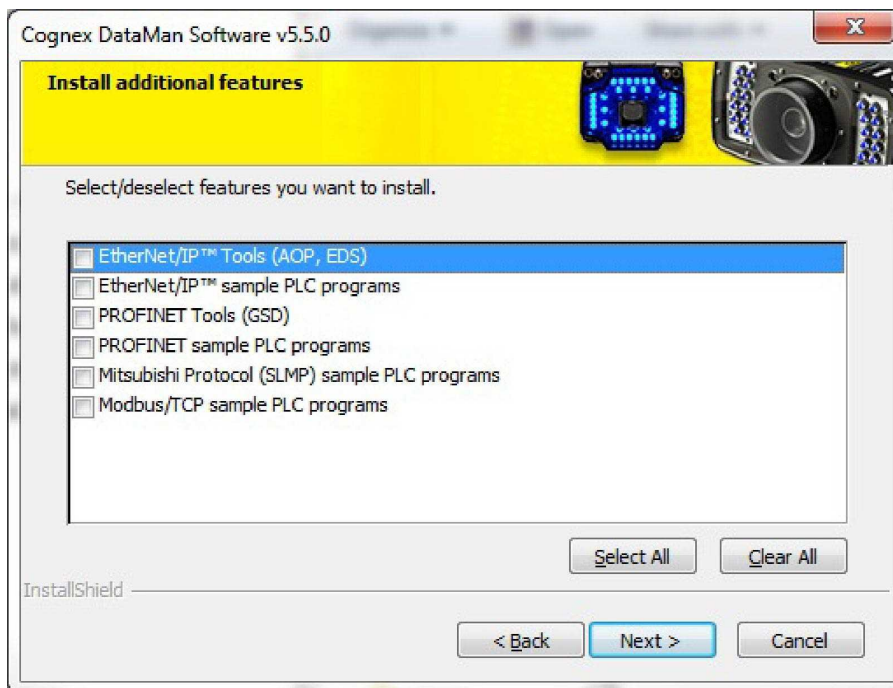 Cognex DataMan Software v5.5.0
Install additional features
Select/deselect features you want to install.
EtherNet/IP™ Tools (AOP, EDS)
EtherNet/IP™ sample PLC programs
PROFINET Tools (GSD)
PROFINET sample PLC programs
Mitsubishi Protocol (SLMP) sample PLC programs
Modbus/TCP sample PLC programs
Select All Clear All
InstallShield
< Back Next > Cancel